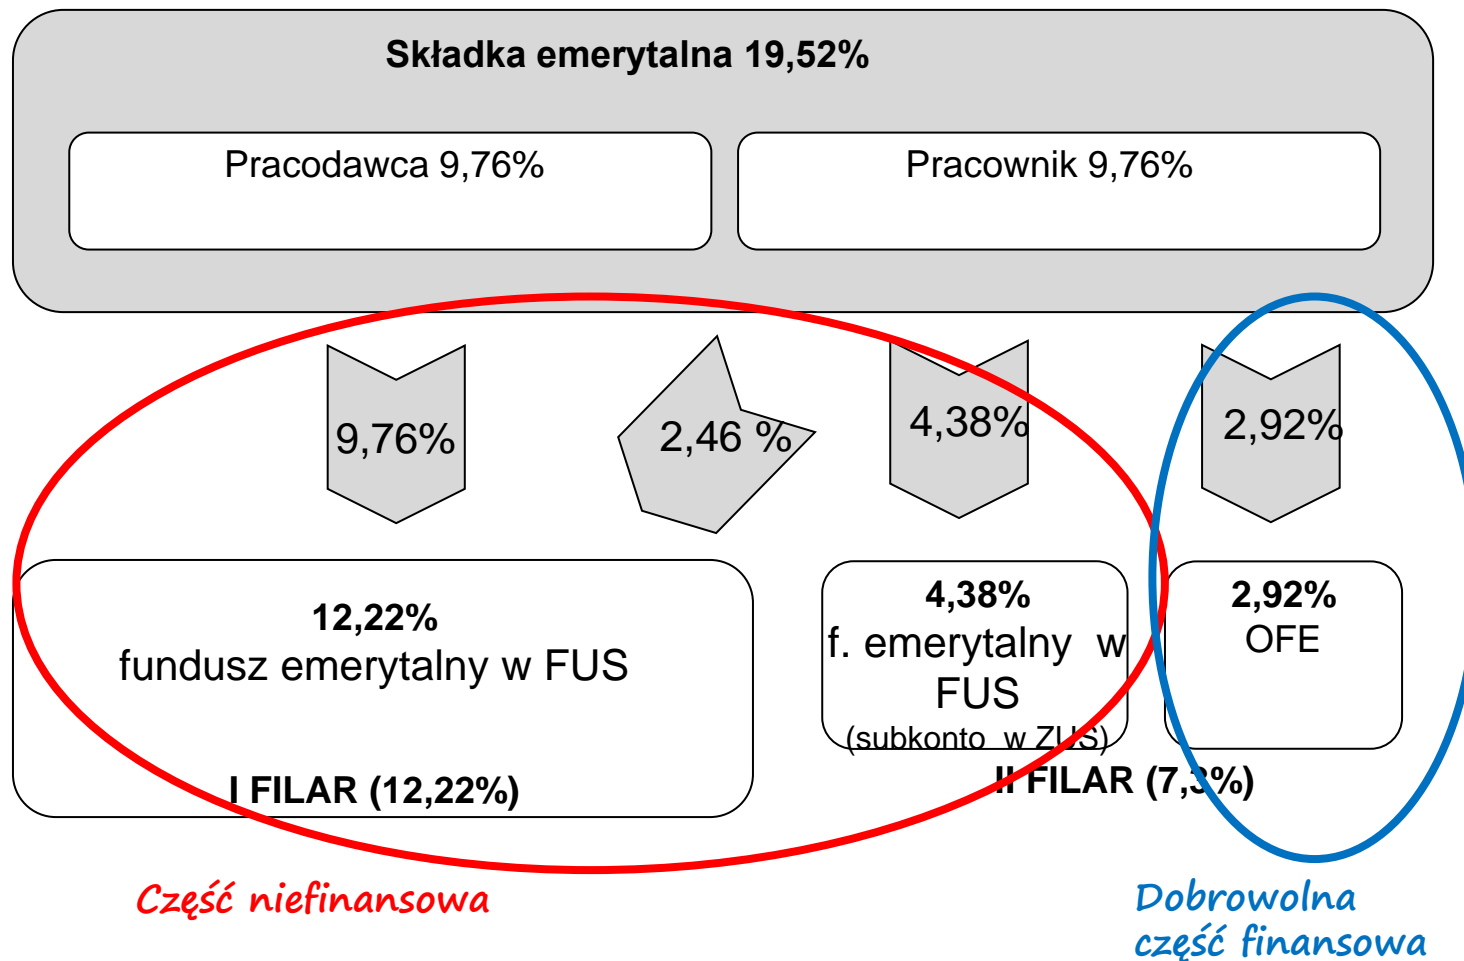 Składka emerytalna 19,52%
Pracodawca 9,76%
Pracownik 9,76%
9,76%
2,46 %
4,38%
2,92%
12,22%
fundusz emerytalny w FUS
I FILAR (12,22%)
4,38%
f. emerytalny w
FUS
(subkonto w ZUS)
2,92%
OFE
II FILAR (7,3%)
Część niefinansowa
Dobrowolna
część finansowa